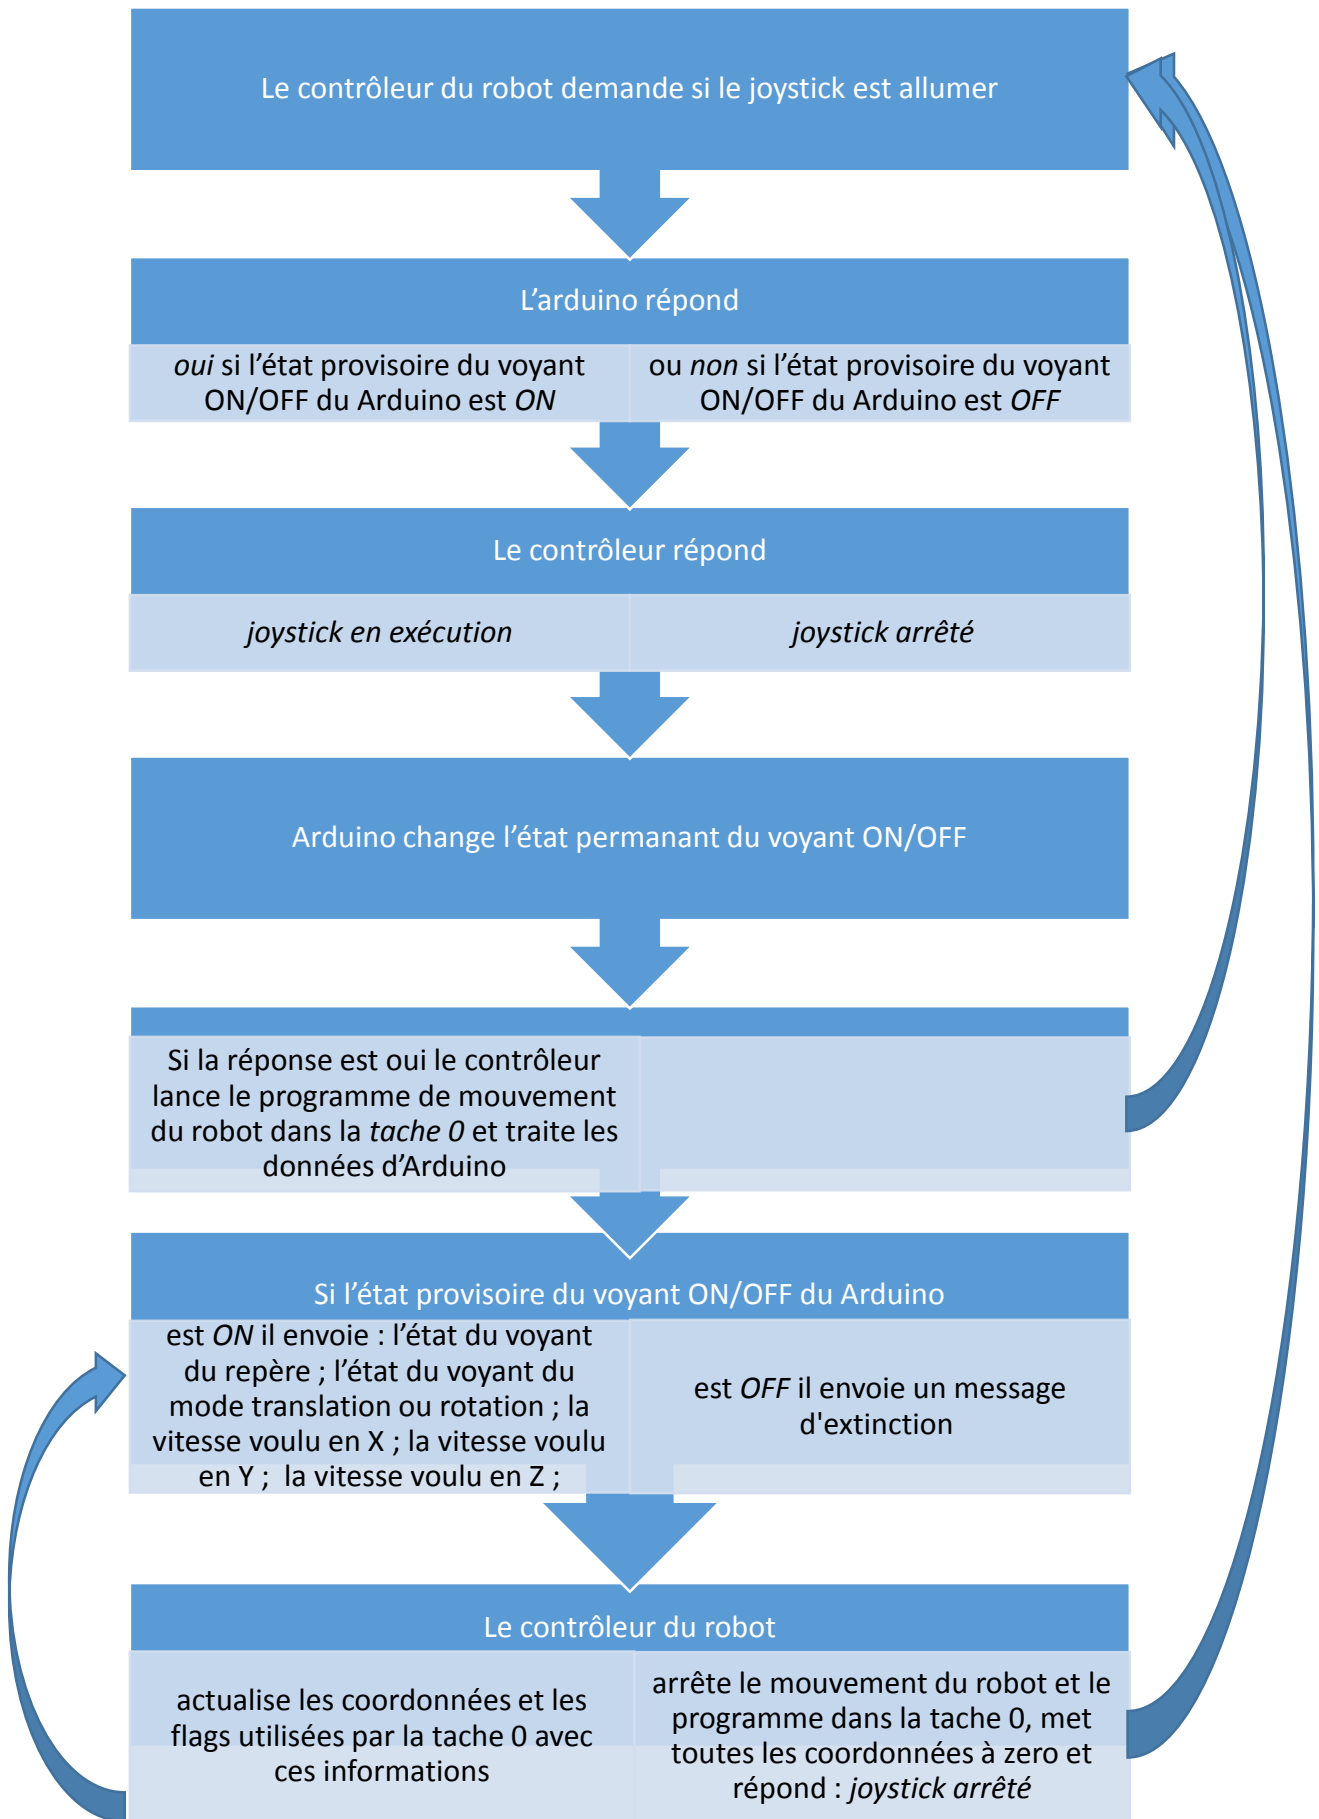 Le contrôleur du robot demande si le joystick est allumer
L’arduino répond
oui si l’état provisoire du voyant
ON/OFF du Arduino est ON
ou non si l’état provisoire du voyant
ON/OFF du Arduino est OFF
Le contrôleur répond
joystick en exécution
joystick arrêté
Arduino change l’état permanant du voyant ON/OFF
Si la réponse est oui le contrôleur
lance le programme de mouvement
du robot dans la tache 0 et traite les
données d’Arduino
Si l’état provisoire du voyant ON/OFF du Arduino
est ON il envoie : l’état du voyant
du repère ; l’état du voyant du
mode translation ou rotation ; la
vitesse voulu en X ; la vitesse voulu
en Y ; la vitesse voulu en Z ;
est OFF il envoie un message
d'extinction
Le contrôleur du robot
actualise les coordonnées et les
flags utilisées par la tache 0 avec
ces informations
arrête le mouvement du robot et le
programme dans la tache 0, met
toutes les coordonnées à zero et
répond : joystick arrêté